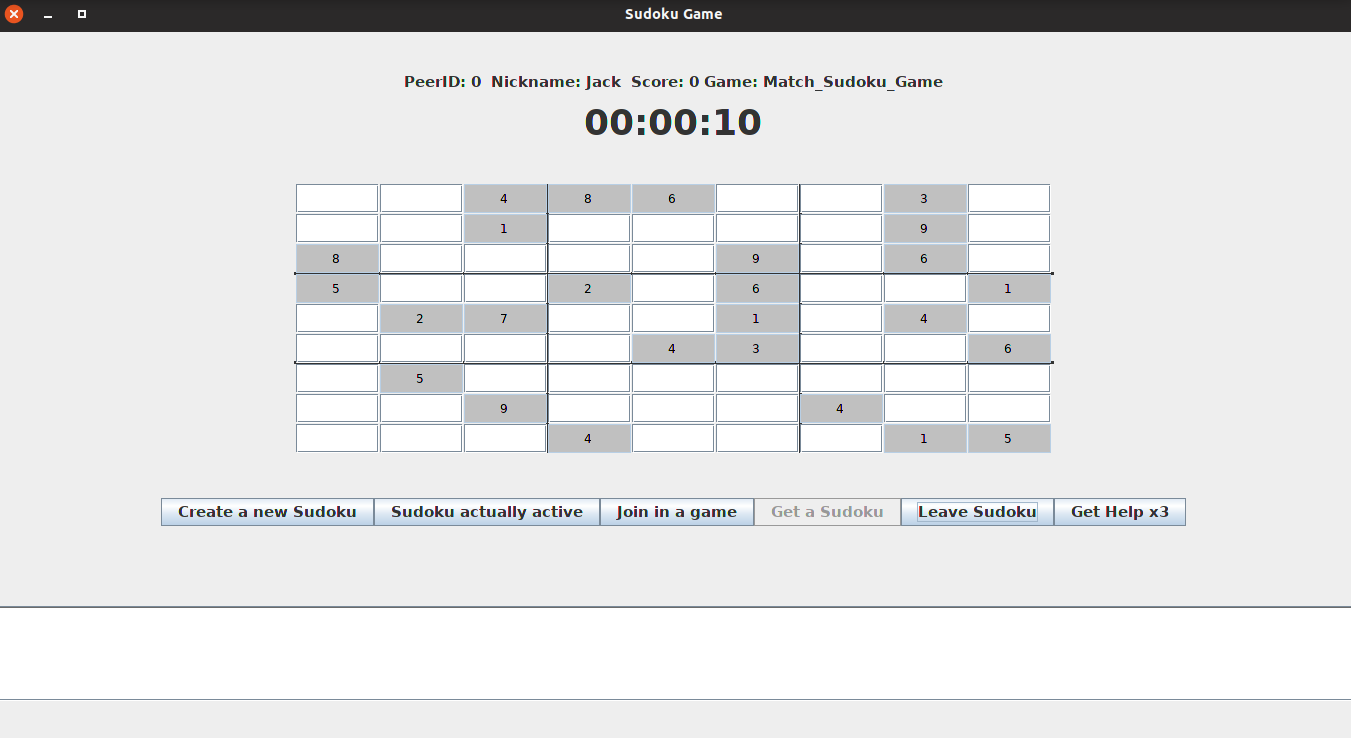 Sudoku Game
PeerID: 0 Nickname: Jack Score: 0 Game: Match_Sudoku_Game
00:00:10
4 8 6 3
1 9
8 9 6
5 2 6 1
2 7 1 4
4 3 6
5
9 4
4 1 5
Create a new Sudoku Sudoku actually active Join in a game Get a Sudoku Leave Sudoku Get Help x3